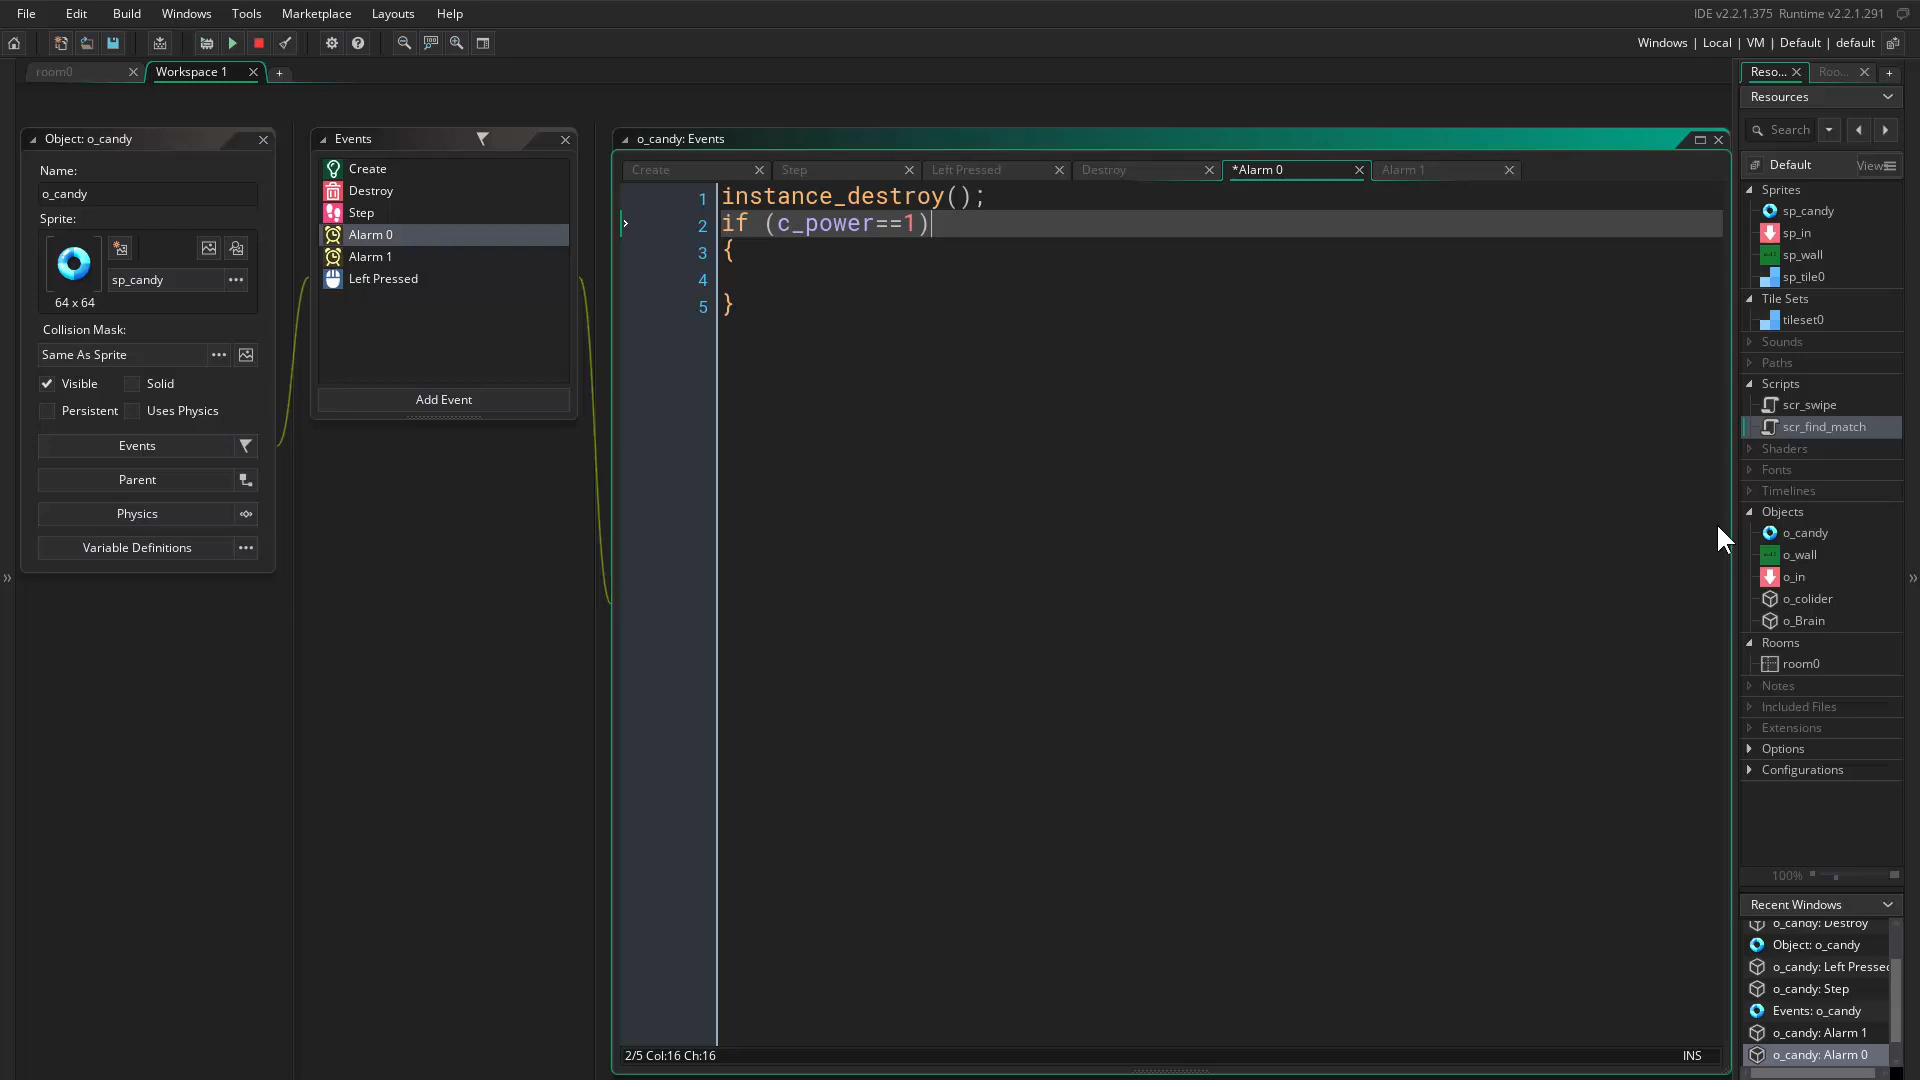 File Edit Build Windows Tools Marketplace Layouts Help
IDE v2.2.1.375 Runtime v2.2.1.291
Windows | Local | VM | Default | default
room0
Workspace 1
Object: o_candy
Name:
o_candy
Sprite:
sp_candy
64 x 64
Collision Mask:
Same As Sprite
Visible Solid
Persistent Uses Physics
Events
Parent
Physics
Variable Definitions
Events
Create
Destroy
Step
Alarm 0
Alarm 1
Left Pressed
Add Event
o_candy: Events
Create Step Left Pressed Destroy *Alarm 0 Alarm 1
1 instance_destroy();
2 if (c_power==1)
3 {
4
5 }
2/5 Col:16 Ch:16
INS
Reso... Roo...
Resources
Search
Default
View
Sprites
sp_candy
sp_in
sp_wall
sp_tile0
Tile Sets
tileset0
Sounds
Paths
Scripts
scr_swipe
scr_find_match
Shaders
Fonts
Timelines
Objects
o_candy
o_wall
o_in
o_colider
o_Brain
Rooms
room0
Notes
Included Files
Extensions
Options
Configurations
100%
Recent Windows
o_candy: Destroy
Object: o_candy
o_candy: Left Pressed
o_candy: Step
Events: o_candy
o_candy: Alarm 1
o_candy: Alarm 0